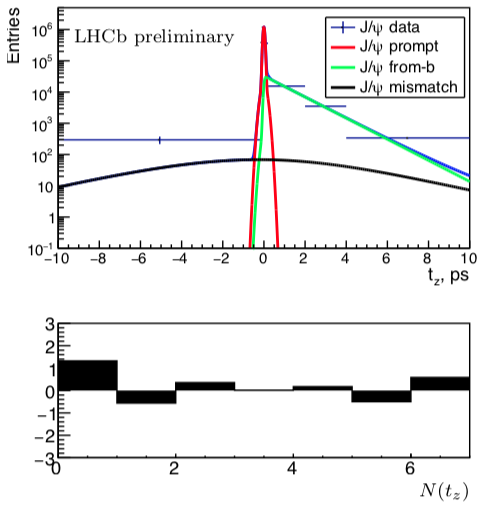 Entries
LHCb preliminary
J/ψ data
J/ψ prompt
J/ψ from-b
J/ψ mismatch
10⁶
10⁵
10⁴
10³
10²
10
1
10⁻¹
−10 −8 −6 −4 −2 0 2 4 6 8 10
t_z, ps
3
2
1
0
−1
−2
−3
0 2 4 6
N(t_z)